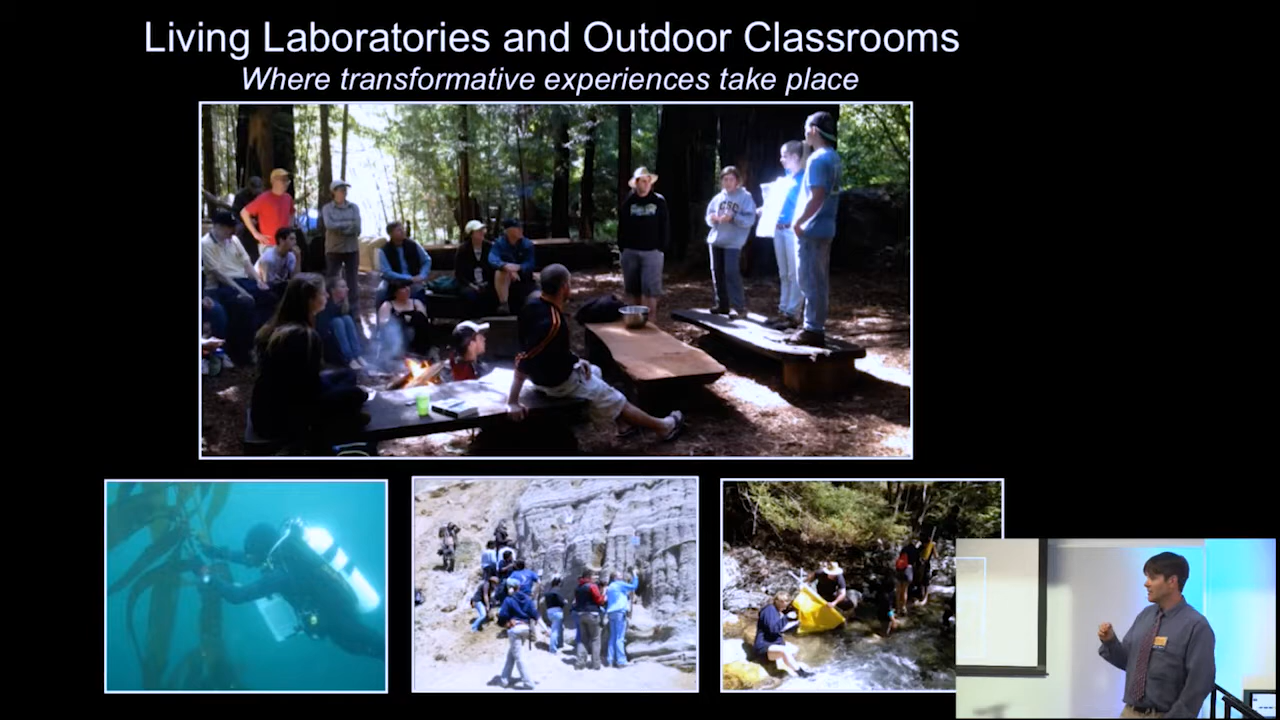 Living Laboratories and Outdoor Classrooms
Where transformative experiences take place